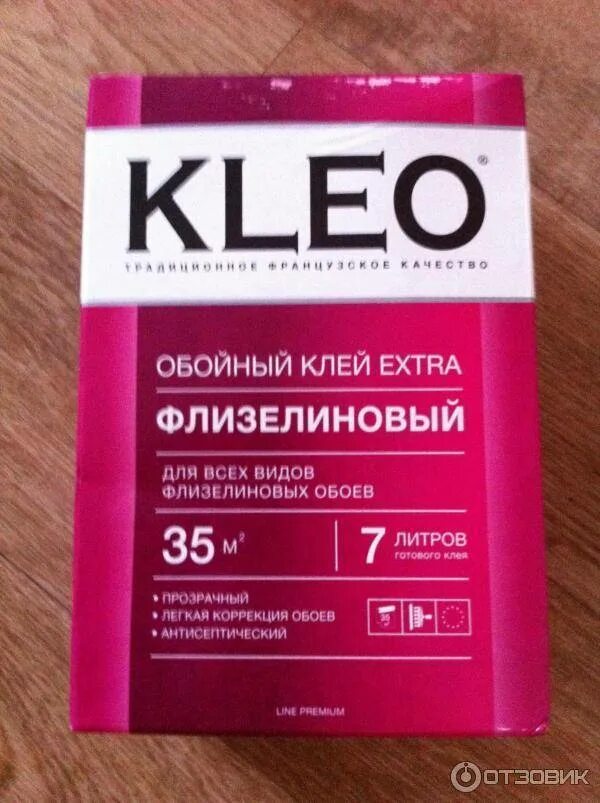 KLEO®
ТРАДИЦИОННОЕ ФРАНЦУЗСКОЕ КАЧЕСТВО
ОБОЙНЫЙ КЛЕЙ EXTRA
ФЛИЗЕЛИНОВЫЙ
ДЛЯ ВСЕХ ВИДОВ
ФЛИЗЕЛИНОВЫХ ОБОЕВ
35 М²
7 ЛИТРОВ
готового клея
• ПРОЗРАЧНЫЙ
• ЛЕГКАЯ КОРРЕКЦИЯ ОБОЕВ
• АНТИСЕПТИЧЕСКИЙ
35
LINE PREMIUM
ОТЗОВИК